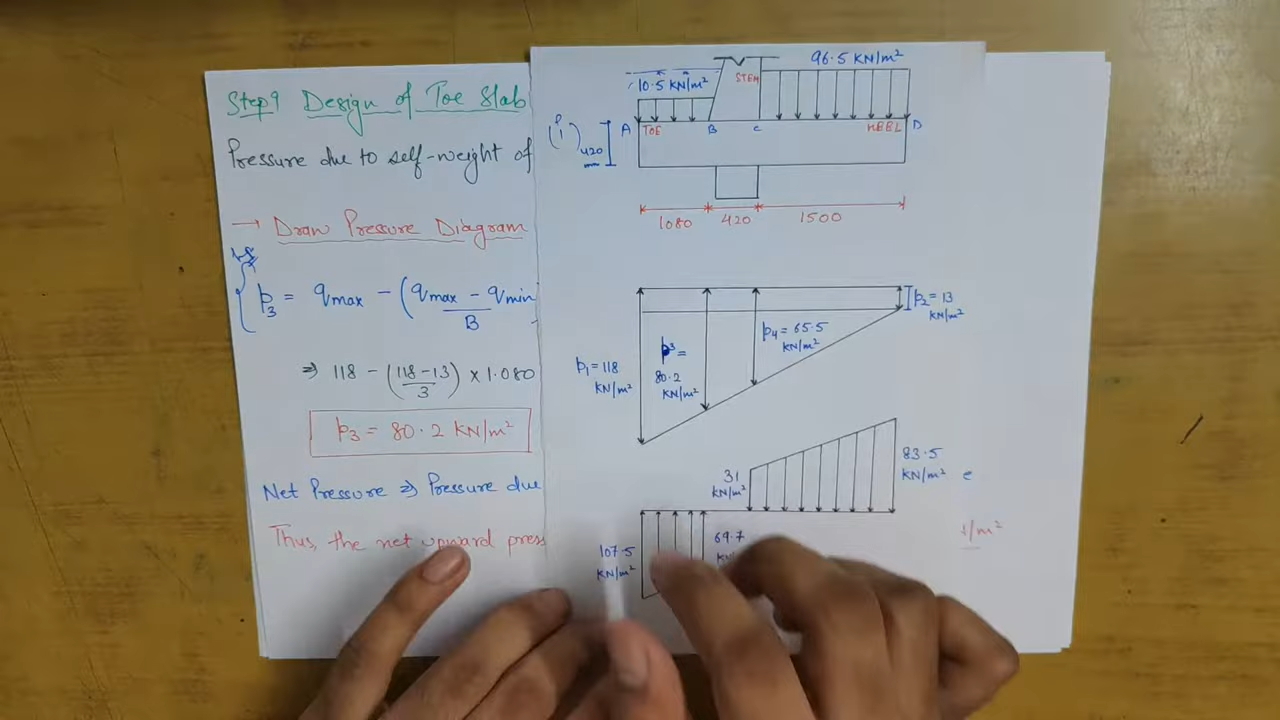 Step9 Design of Toe Slab
Pressure due to self-weight of
→ Draw Pressure Diagram
p3 = qmax - (qmax - qmin
B
⇒ 118 - (118-13) × 1.080
3
p3 = 80.2 KN/m²
Net Pressure ⇒ Pressure due
Thus, the net upward press
96.5 KN/m²
10.5 KN/m²
STEM
A TOE B C HEEL D
420
1080 420 1500
p2 = 13
KN/m²
p4 = 65.5
KN/m²
p1 = 118
KN/m²
p3 =
80.2
KN/m²
31
KN/m²
83.5
KN/m²
e
107.5
KN/m²
69.7
/m²